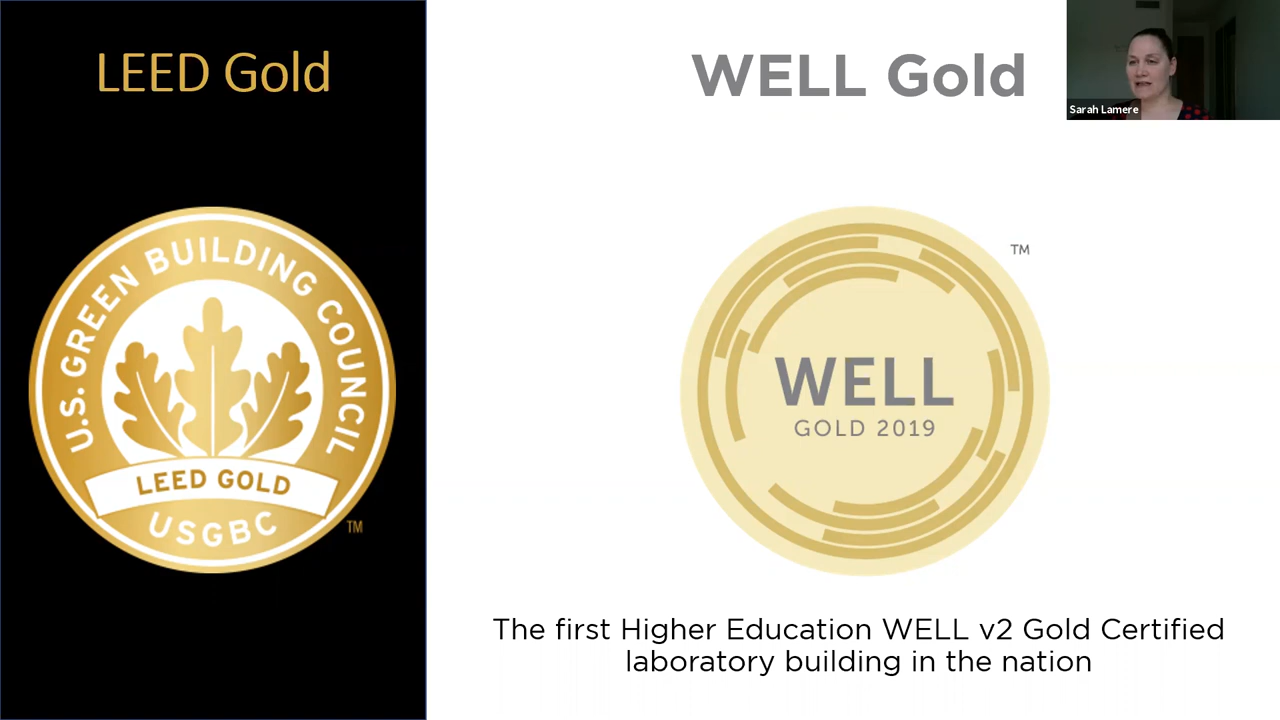 LEED Gold
U.S. GREEN BUILDING COUNCIL
LEED GOLD
USGBC
TM
WELL Gold
TM
WELL
GOLD 2019
The first Higher Education WELL v2 Gold Certified
laboratory building in the nation
Sarah Lamere